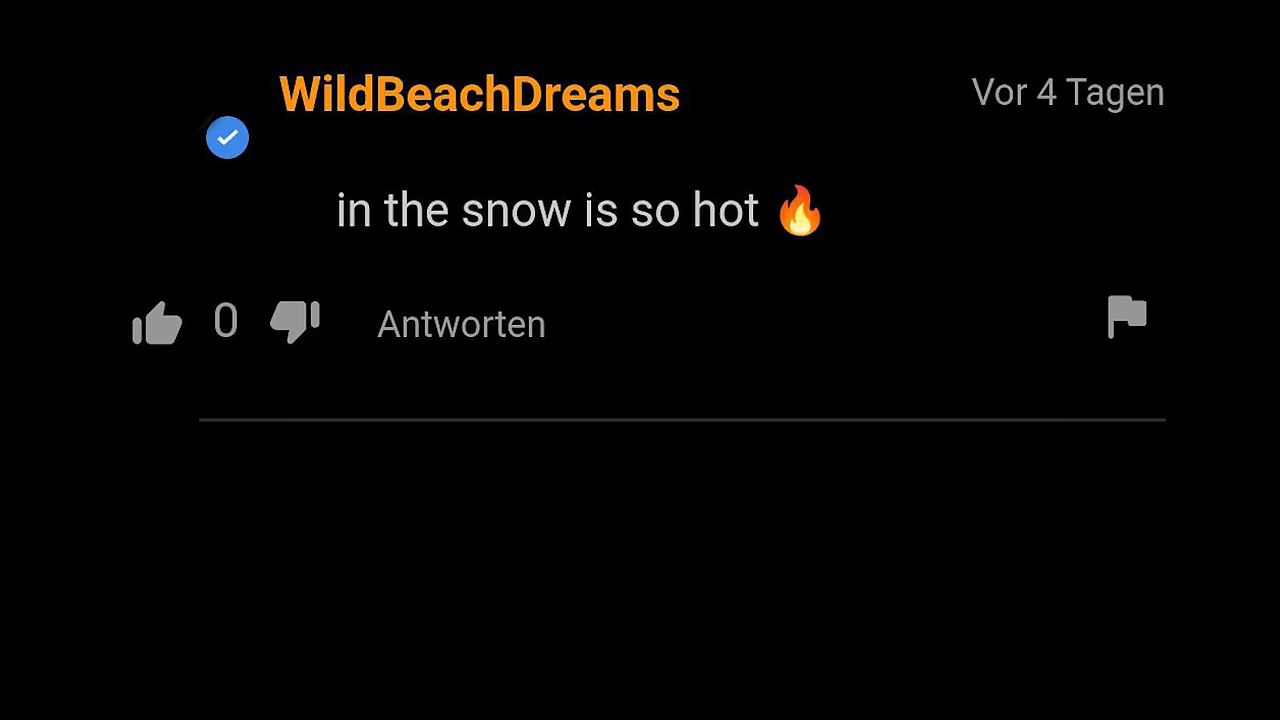 WildBeachDreams
Vor 4 Tagen
in the snow is so hot 🔥
0
Antworten